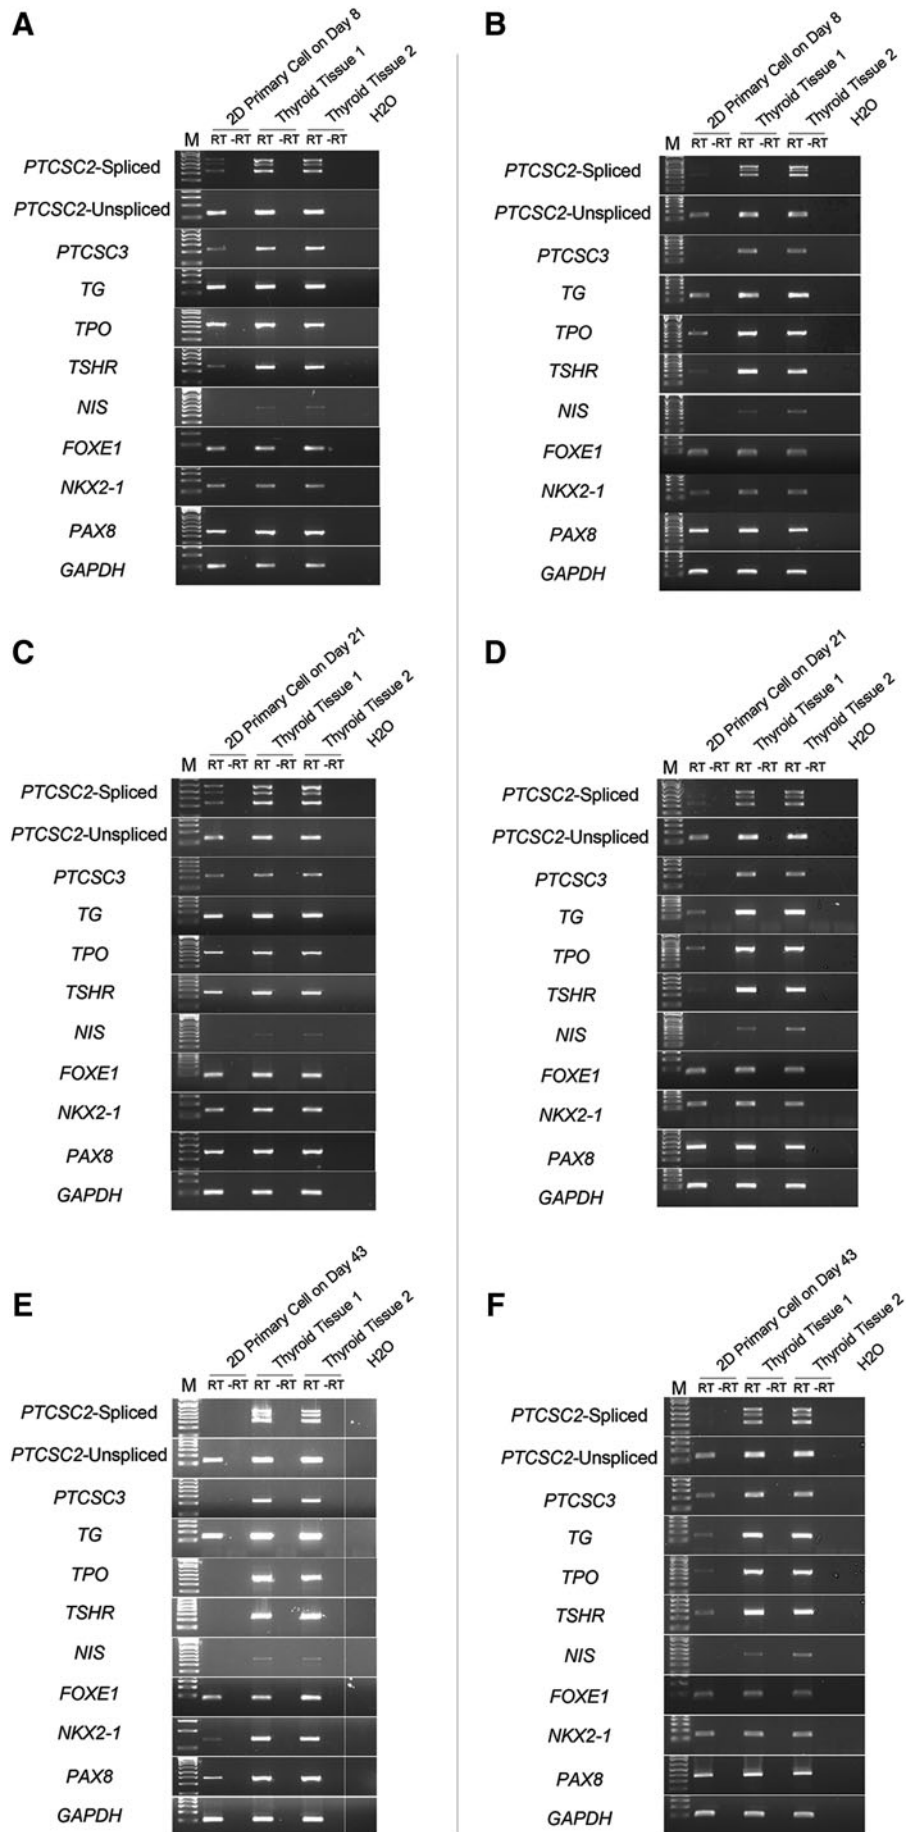 A
2D Primary Cell on Day 8
Thyroid Tissue 1
Thyroid Tissue 2
H2O
M RT -RT RT -RT RT -RT
PTCSC2-Spliced
PTCSC2-Unspliced
PTCSC3
TG
TPO
TSHR
NIS
FOXE1
NKX2-1
PAX8
GAPDH
B
2D Primary Cell on Day 8
Thyroid Tissue 1
Thyroid Tissue 2
H2O
M RT -RT RT -RT RT -RT
PTCSC2-Spliced
PTCSC2-Unspliced
PTCSC3
TG
TPO
TSHR
NIS
FOXE1
NKX2-1
PAX8
GAPDH
C
2D Primary Cell on Day 21
Thyroid Tissue 1
Thyroid Tissue 2
H2O
M RT -RT RT -RT RT -RT
PTCSC2-Spliced
PTCSC2-Unspliced
PTCSC3
TG
TPO
TSHR
NIS
FOXE1
NKX2-1
PAX8
GAPDH
D
2D Primary Cell on Day 21
Thyroid Tissue 1
Thyroid Tissue 2
H2O
M RT -RT RT -RT RT -RT
PTCSC2-Spliced
PTCSC2-Unspliced
PTCSC3
TG
TPO
TSHR
NIS
FOXE1
NKX2-1
PAX8
GAPDH
E
2D Primary Cell on Day 43
Thyroid Tissue 1
Thyroid Tissue 2
H2O
M RT -RT RT -RT RT -RT
PTCSC2-Spliced
PTCSC2-Unspliced
PTCSC3
TG
TPO
TSHR
NIS
FOXE1
NKX2-1
PAX8
GAPDH
F
2D Primary Cell on Day 43
Thyroid Tissue 1
Thyroid Tissue 2
H2O
M RT -RT RT -RT RT -RT
PTCSC2-Spliced
PTCSC2-Unspliced
PTCSC3
TG
TPO
TSHR
NIS
FOXE1
NKX2-1
PAX8
GAPDH